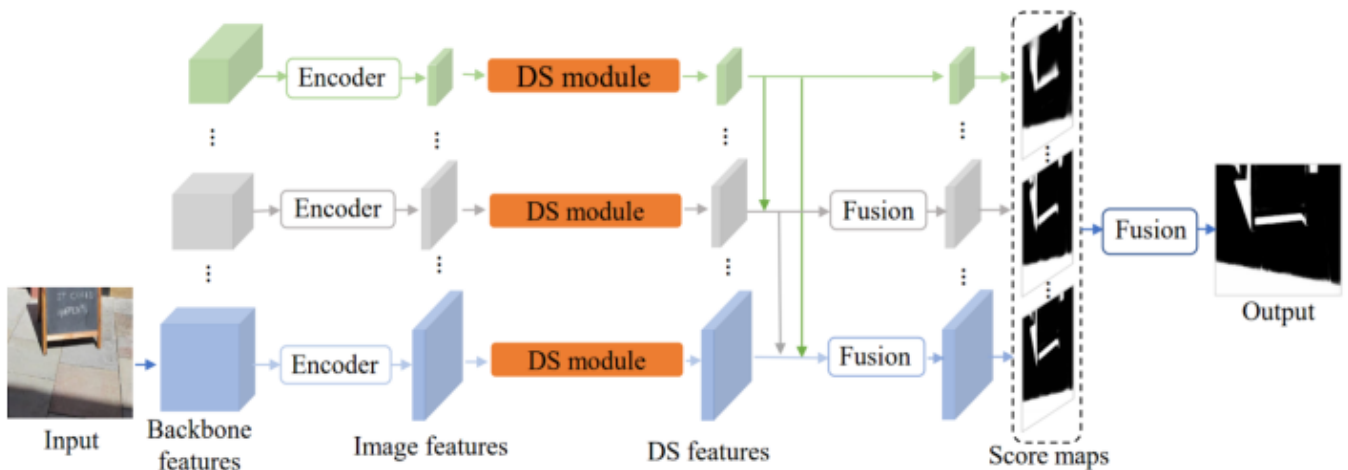 Encoder
DS module
Encoder
DS module
Fusion
Fusion
Output
Encoder
DS module
Fusion
Input
Backbone
features
Image features
DS features
Score maps